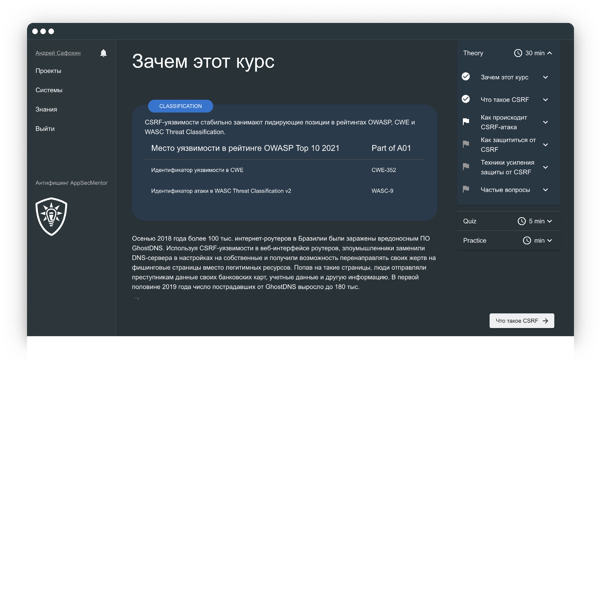 Андрей Сафонин
Проекты
Системы
Знания
Выйти
Антифишинг AppSecMentor
Зачем этот курс
CLASSIFICATION
CSRF-уязвимости стабильно занимают лидирующие позиции в рейтингах OWASP, CWE и
WASC Threat Classification.
Место уязвимости в рейтинге OWASP Top 10 2021 Part of A01
Идентификатор уязвимости в CWE CWE-352
Идентификатор атаки в WASC Threat Classification v2 WASC-9
Осенью 2018 года более 100 тыс. интернет-роутеров в Бразилии были заражены вредоносным ПО
GhostDNS. Используя CSRF-уязвимости в веб-интерфейсе роутеров, злоумышленники заменили
DNS-сервера в настройках на собственные и получили возможность перенаправлять своих жертв на
фишинговые страницы вместо легитимных ресурсов. Попав на такие страницы, люди отправляли
преступникам данные своих банковских карт, учетные данные и другую информацию. В первой
половине 2019 года число пострадавших от GhostDNS выросло до 180 тыс.
Theory 30 min
Зачем этот курс
Что такое CSRF
Как происходит
CSRF-атака
Как защититься от
CSRF
Техники усиления
защиты от CSRF
Частые вопросы
Quiz 5 min
Practice min
Что такое CSRF